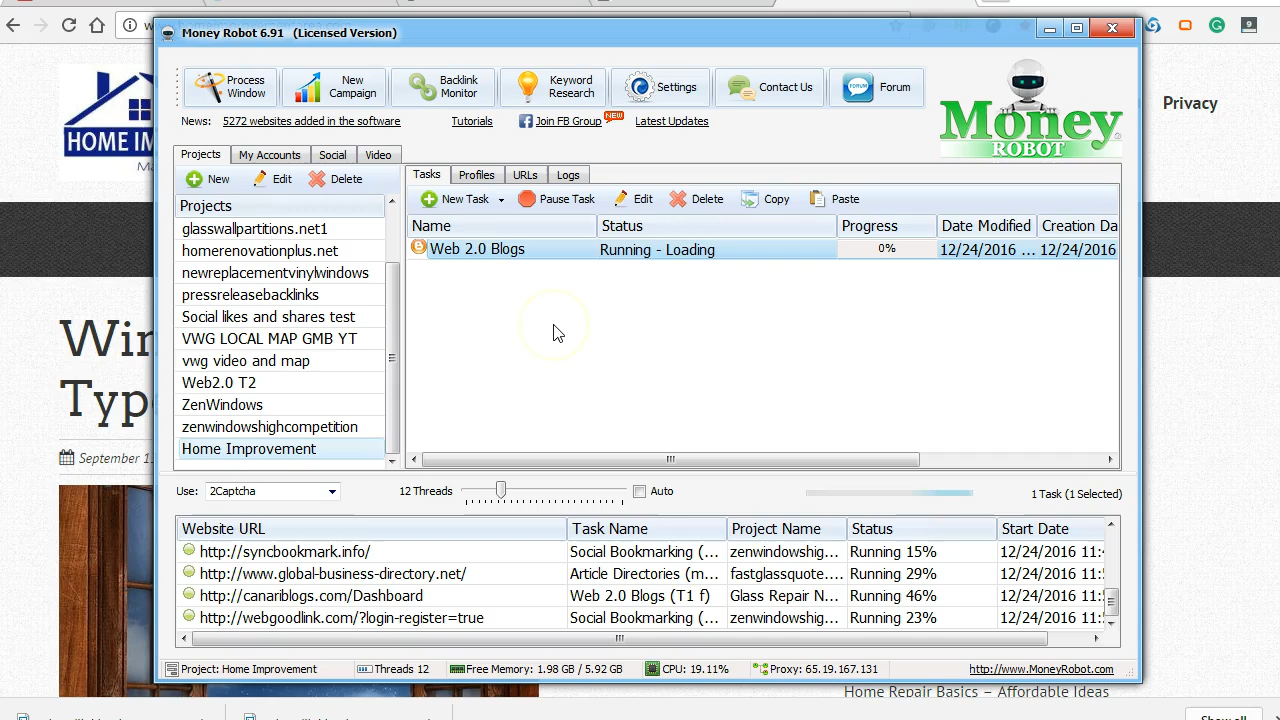 Money Robot 6.91 (Licensed Version)
Process Window
New Campaign
Backlink Monitor
Keyword Research
Settings
Contact Us
FORUM
Forum
News:
5272 websites added in the software
Tutorials
Join FB Group
NEW
Latest Updates
Money
ROBOT
Privacy
HOME IM
Projects
My Accounts
Social
Video
New
Edit
Delete
Projects
glasswallpartitions.net1
homerenovationplus.net
newreplacementvinylwindows
pressreleasebacklinks
Social likes and shares test
VWG LOCAL MAP GMB YT
vwg video and map
Web2.0 T2
ZenWindows
zenwindowshighcompetition
Home Improvement
Tasks
Profiles
URLs
Logs
New Task
Pause Task
Edit
Delete
Copy
Paste
Name
Status
Progress
Date Modified
Creation Da
Web 2.0 Blogs
Running - Loading
0%
12/24/2016 ...
12/24/2016
Use:
2Captcha
12 Threads
Auto
1 Task (1 Selected)
Website URL
Task Name
Project Name
Status
Start Date
http://syncbookmark.info/
Social Bookmarking (...
zenwindowshig...
Running 15%
12/24/2016 11:
http://www.global-business-directory.net/
Article Directories (m...
fastglassquote....
Running 29%
12/24/2016 11:
http://canariblogs.com/Dashboard
Web 2.0 Blogs (T1 f)
Glass Repair N...
Running 46%
12/24/2016 11:
http://webgoodlink.com/?login-register=true
Social Bookmarking (...
zenwindowshig...
Running 23%
12/24/2016 11:
Project: Home Improvement
Threads 12
Free Memory: 1.98 GB / 5.92 GB
CPU: 19.11%
Proxy: 65.19.167.131
http://www.MoneyRobot.com
Win
Typ
September 1
Home Repair Basics – Affordable Ideas
Show all